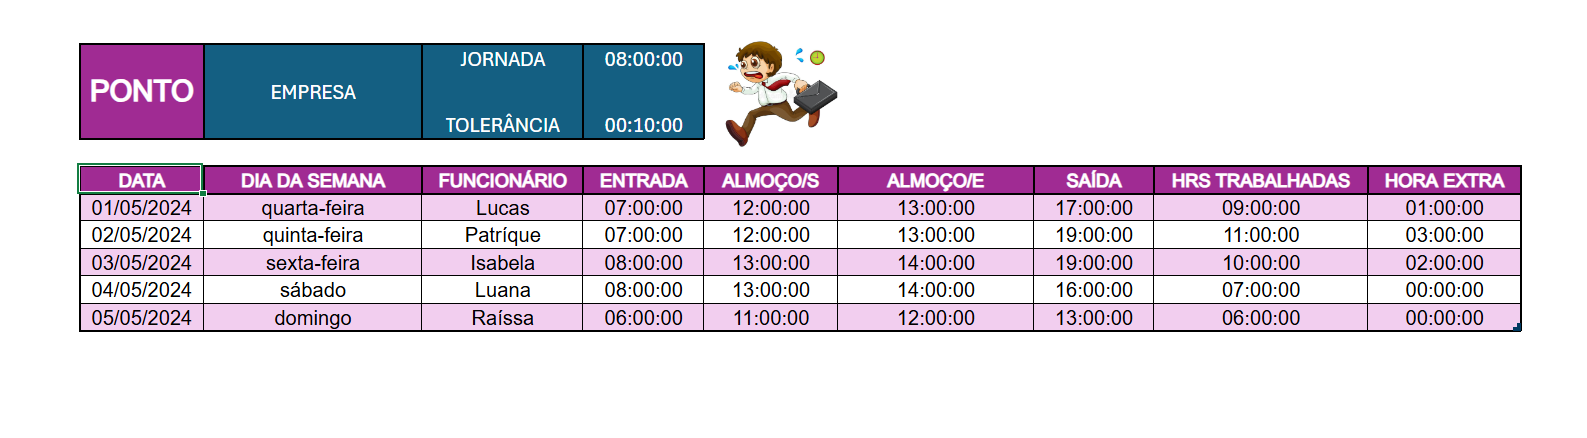 PONTO EMPRESA JORNADA 08:00:00
TOLERÂNCIA 00:10:00
DATA DIA DA SEMANA FUNCIONÁRIO ENTRADA ALMOÇO/S ALMOÇO/E SAÍDA HRS TRABALHADAS HORA EXTRA
01/05/2024 quarta-feira Lucas 07:00:00 12:00:00 13:00:00 17:00:00 09:00:00 01:00:00
02/05/2024 quinta-feira Patríque 07:00:00 12:00:00 13:00:00 19:00:00 11:00:00 03:00:00
03/05/2024 sexta-feira Isabela 08:00:00 13:00:00 14:00:00 19:00:00 10:00:00 02:00:00
04/05/2024 sábado Luana 08:00:00 13:00:00 14:00:00 16:00:00 07:00:00 00:00:00
05/05/2024 domingo Raíssa 06:00:00 11:00:00 12:00:00 13:00:00 06:00:00 00:00:00